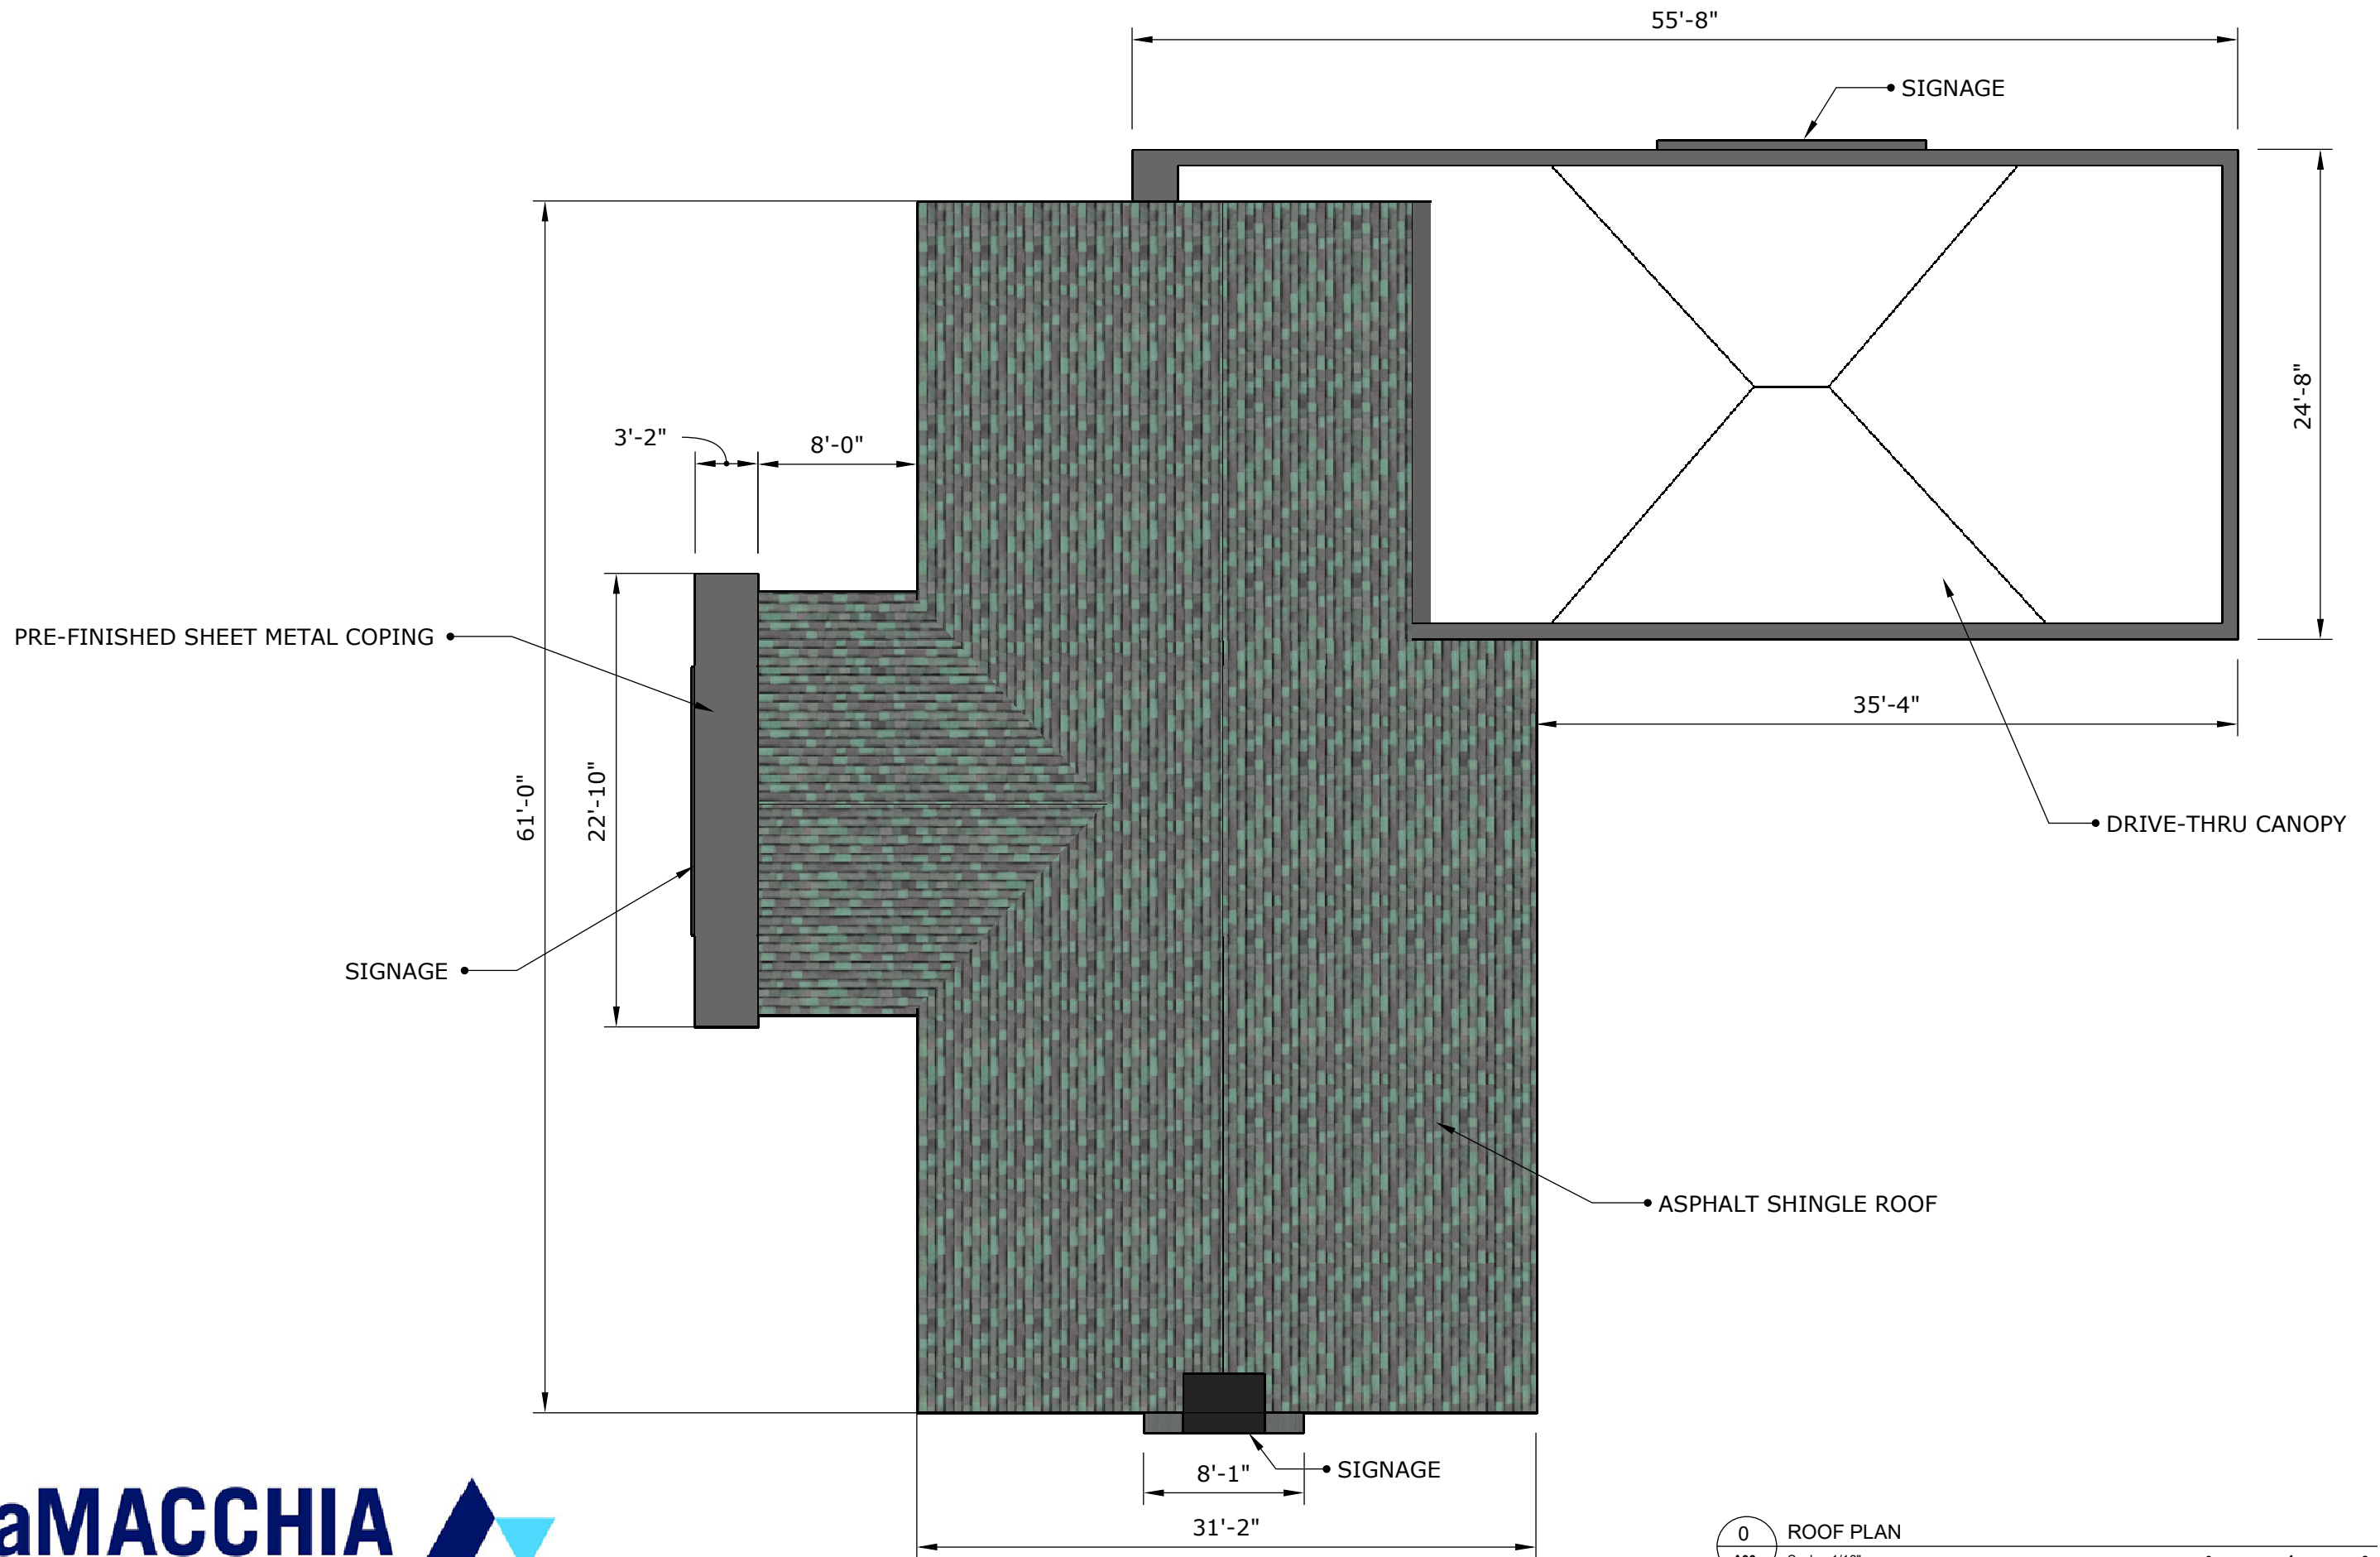 55'-8"
SIGNAGE
3'-2"
8'-0"
24'-8"
PRE-FINISHED SHEET METAL COPING
35'-4"
61'-0"
22'-10"
DRIVE-THRU CANOPY
SIGNAGE
ASPHALT SHINGLE ROOF
8'-1"
SIGNAGE
31'-2"
aMACCHIA
0
ROOF PLAN